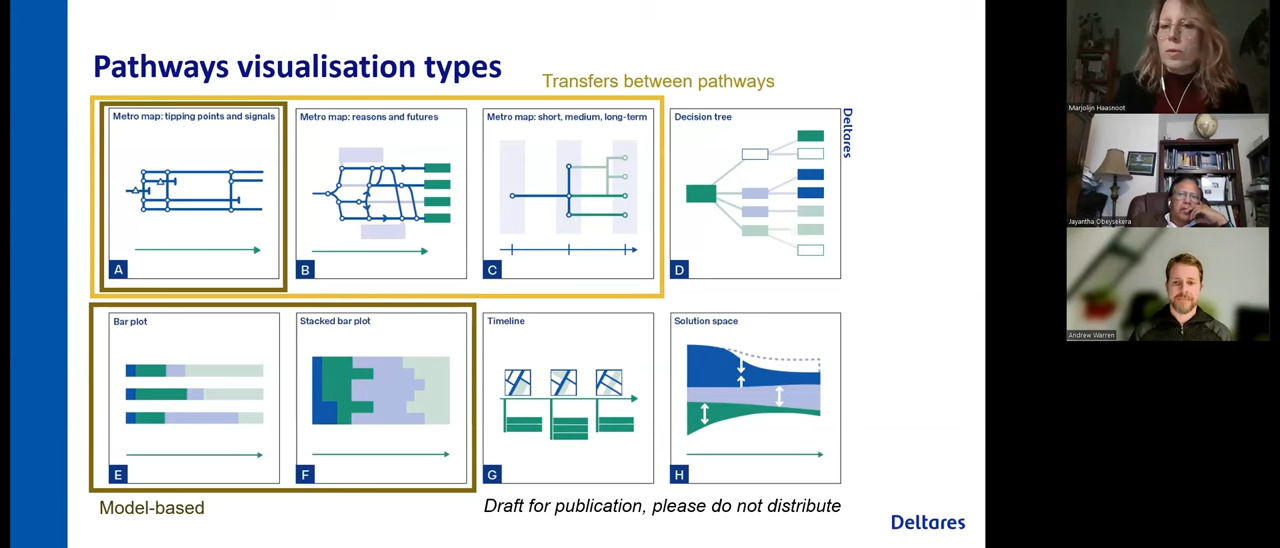 Pathways visualisation types
Transfers between pathways
Metro map: tipping points and signals
Metro map: reasons and futures
Metro map: short, medium, long-term
Decision tree
Deltares
A
B
C
D
Bar plot
Stacked bar plot
Timeline
Solution space
E
F
G
H
Model-based
Draft for publication, please do not distribute
Deltares
Marjolijn Haasnoot
Jayantha Obeysekera
Andrew Warren